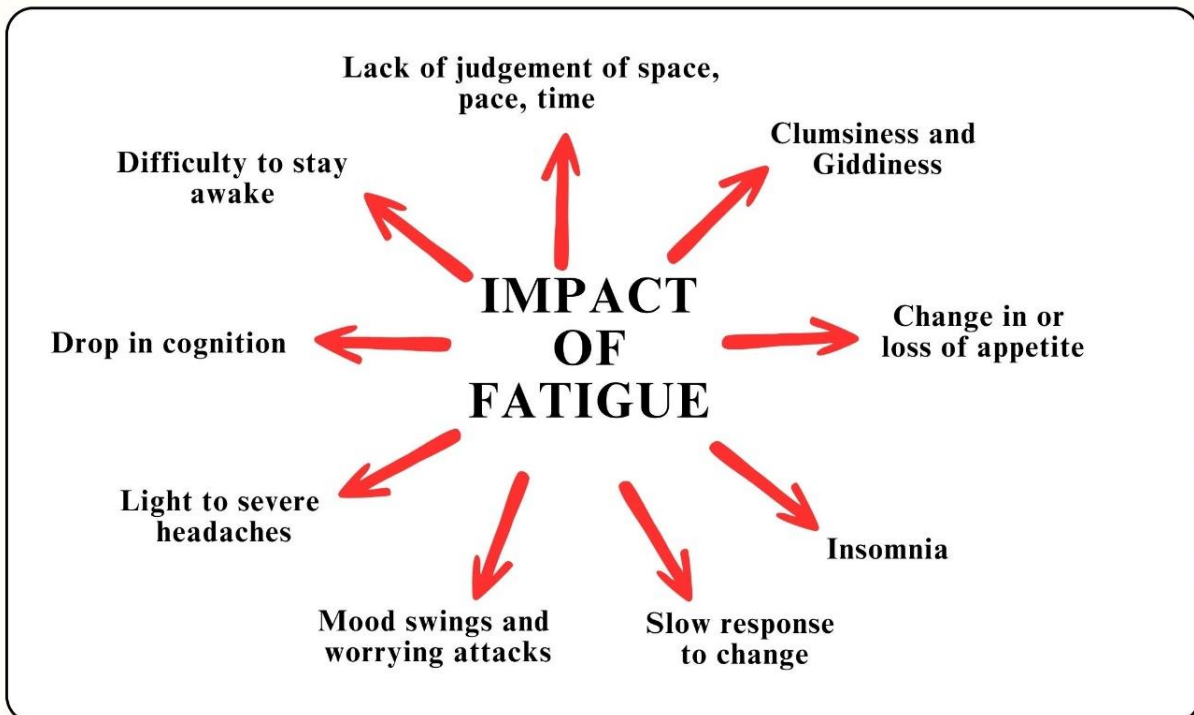 Lack of judgement of space,
pace, time
Clumsiness and
Giddiness
Difficulty to stay
awake
IMPACT
OF
FATIGUE
Change in or
loss of appetite
Drop in cognition
Light to severe
headaches
Insomnia
Mood swings and
worrying attacks
Slow response
to change